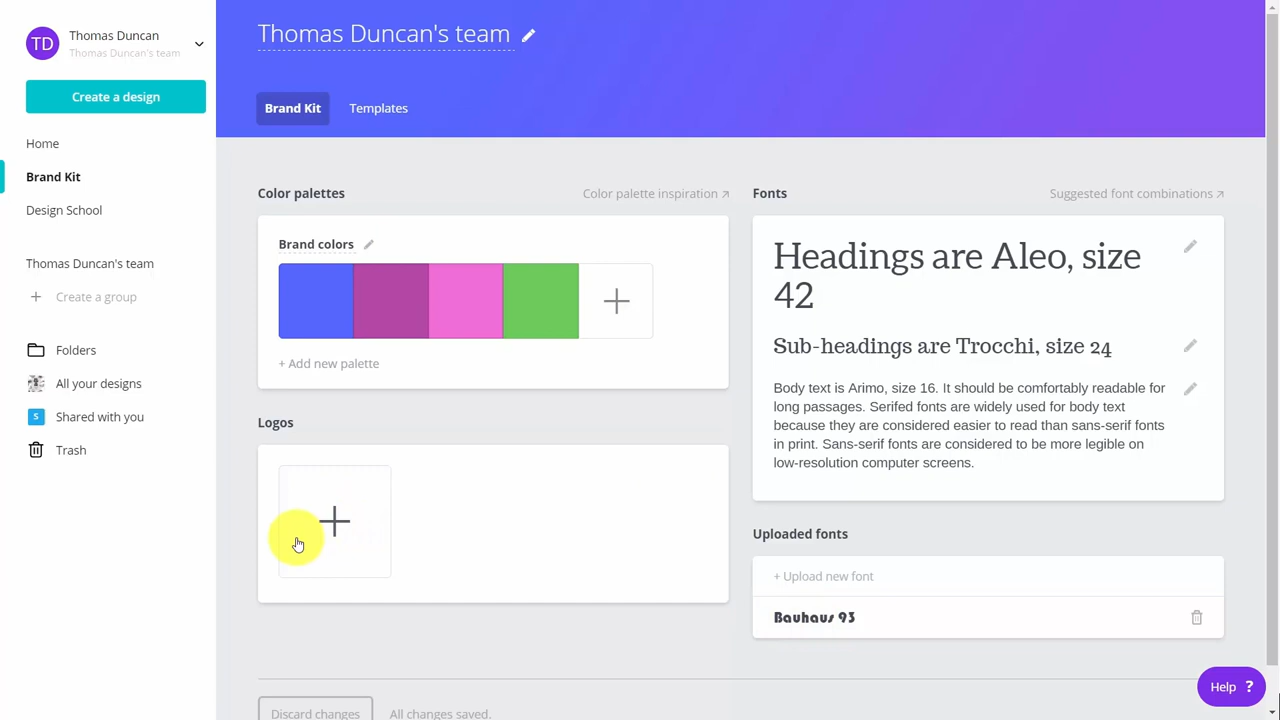 TD
Thomas Duncan
Thomas Duncan's team
Create a design
Home
Brand Kit
Design School
Thomas Duncan's team
+ Create a group
Folders
All your designs
S Shared with you
Trash
Thomas Duncan's team
Brand Kit
Templates
Color palettes
Color palette inspiration ↗
Brand colors
+ Add new palette
Logos
Fonts
Suggested font combinations ↗
Headings are Aleo, size
42
Sub-headings are Trocchi, size 24
Body text is Arimo, size 16. It should be comfortably readable for
long passages. Serifed fonts are widely used for body text
because they are considered easier to read than sans-serif fonts
in print. Sans-serif fonts are considered to be more legible on
low-resolution computer screens.
Uploaded fonts
+ Upload new font
Bauhaus 93
Discard changes
All changes saved.
Help ?